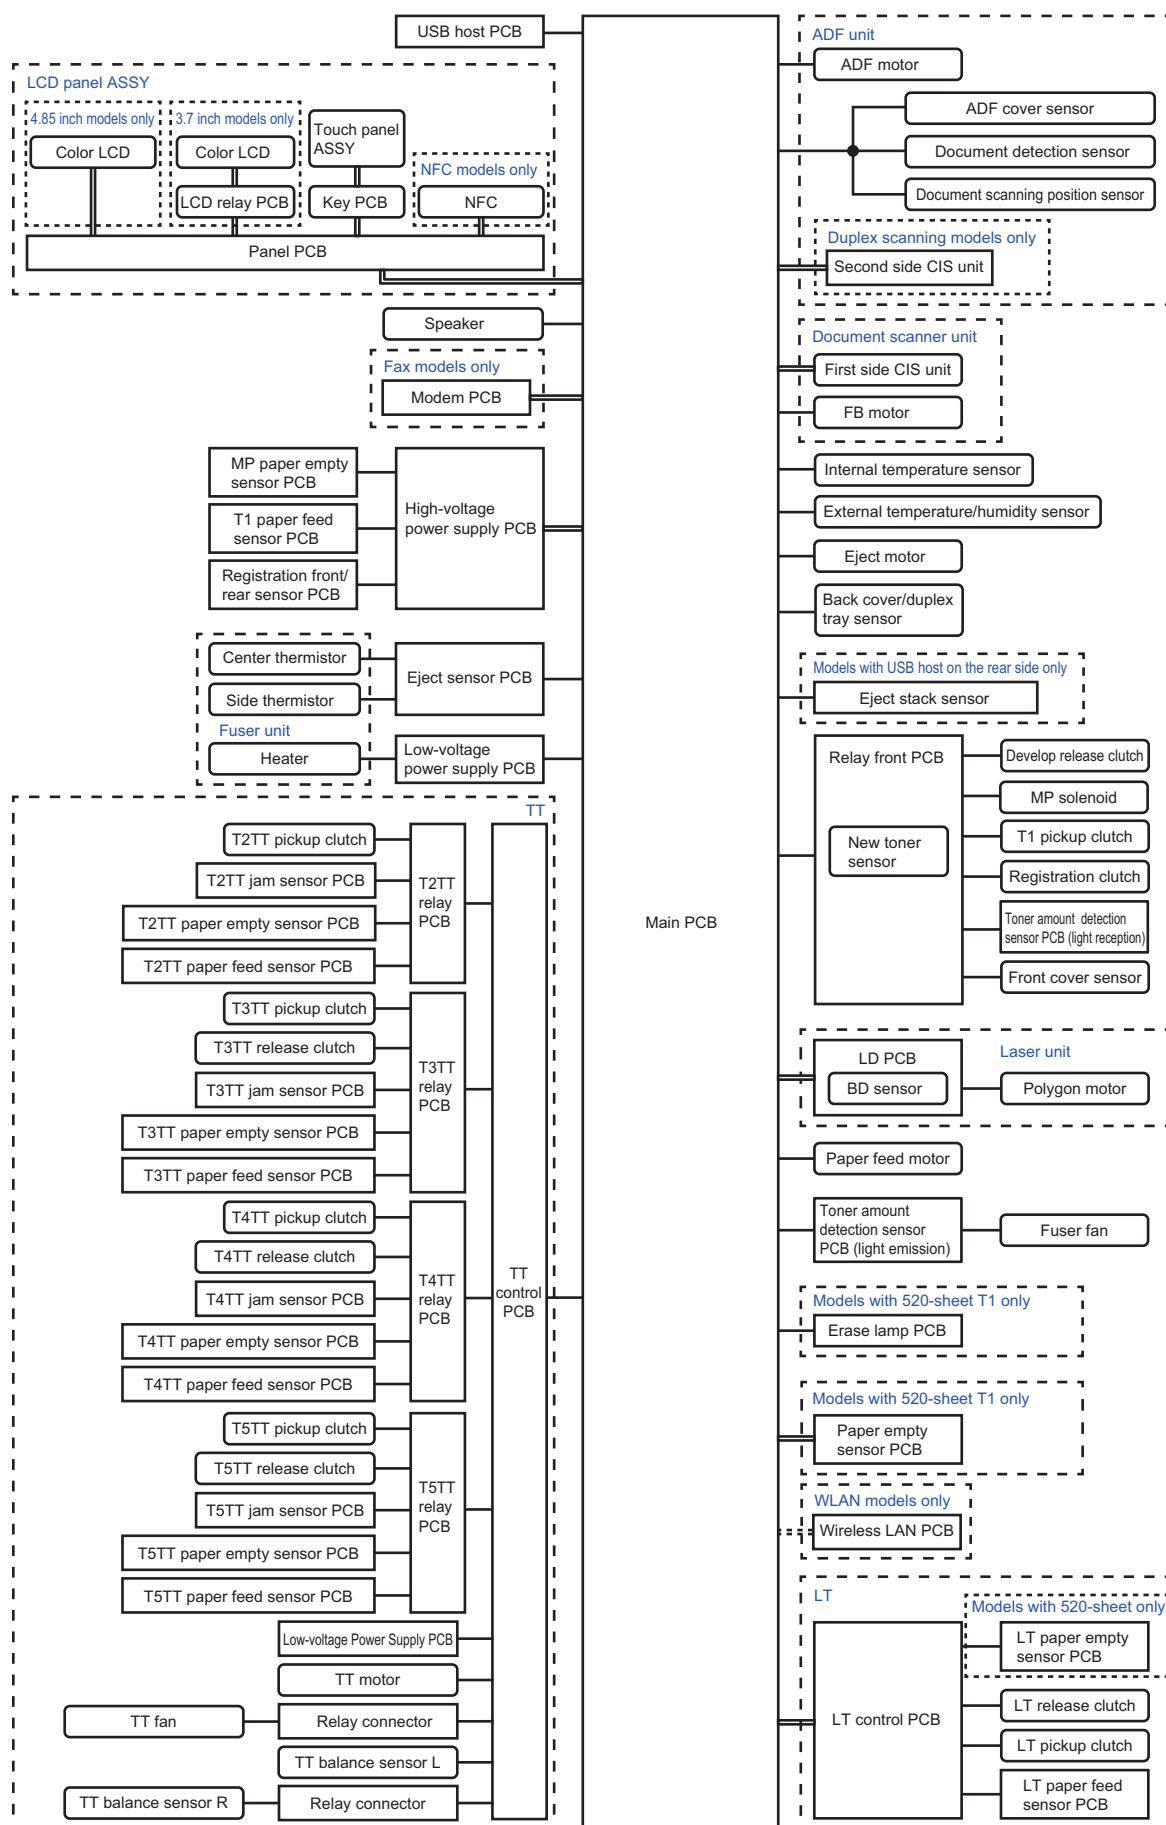 USB host PCB
LCD panel ASSY
4.85 inch models only
Color LCD
3.7 inch models only
Color LCD
LCD relay PCB
Touch panel
ASSY
Key PCB
NFC models only
NFC
Panel PCB
Speaker
Fax models only
Modem PCB
MP paper empty
sensor PCB
T1 paper feed
sensor PCB
Registration front/
rear sensor PCB
High-voltage
power supply PCB
Center thermistor
Side thermistor
Fuser unit
Heater
Eject sensor PCB
Low-voltage
power supply PCB
TT
T2TT pickup clutch
T2TT jam sensor PCB
T2TT paper empty sensor PCB
T2TT paper feed sensor PCB
T2TT
relay
PCB
T3TT pickup clutch
T3TT release clutch
T3TT jam sensor PCB
T3TT paper empty sensor PCB
T3TT paper feed sensor PCB
T3TT
relay
PCB
T4TT pickup clutch
T4TT release clutch
T4TT jam sensor PCB
T4TT paper empty sensor PCB
T4TT paper feed sensor PCB
T4TT
relay
PCB
T5TT pickup clutch
T5TT release clutch
T5TT jam sensor PCB
T5TT paper empty sensor PCB
T5TT paper feed sensor PCB
T5TT
relay
PCB
TT
control
PCB
Low-voltage Power Supply PCB
TT motor
TT fan
Relay connector
TT balance sensor L
TT balance sensor R
Relay connector
Main PCB
ADF unit
ADF motor
ADF cover sensor
Document detection sensor
Document scanning position sensor
Duplex scanning models only
Second side CIS unit
Document scanner unit
First side CIS unit
FB motor
Internal temperature sensor
External temperature/humidity sensor
Eject motor
Back cover/duplex
tray sensor
Models with USB host on the rear side only
Eject stack sensor
Relay front PCB
New toner
sensor
Develop release clutch
MP solenoid
T1 pickup clutch
Registration clutch
Toner amount detection
sensor PCB (light reception)
Front cover sensor
LD PCB
BD sensor
Laser unit
Polygon motor
Paper feed motor
Toner amount
detection sensor
PCB (light emission)
Fuser fan
Models with 520-sheet T1 only
Erase lamp PCB
Models with 520-sheet T1 only
Paper empty
sensor PCB
WLAN models only
Wireless LAN PCB
LT
Models with 520-sheet only
LT paper empty
sensor PCB
LT control PCB
LT release clutch
LT pickup clutch
LT paper feed
sensor PCB